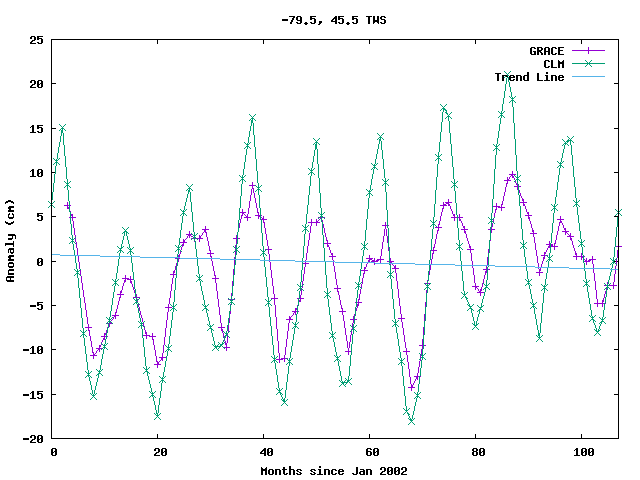 -79.5, 45.5 TWS
GRACE
CLM
Trend Line
Anomaly (cm)
25
20
15
10
5
0
-5
-10
-15
-20
0 20 40 60 80 100
Months since Jan 2002